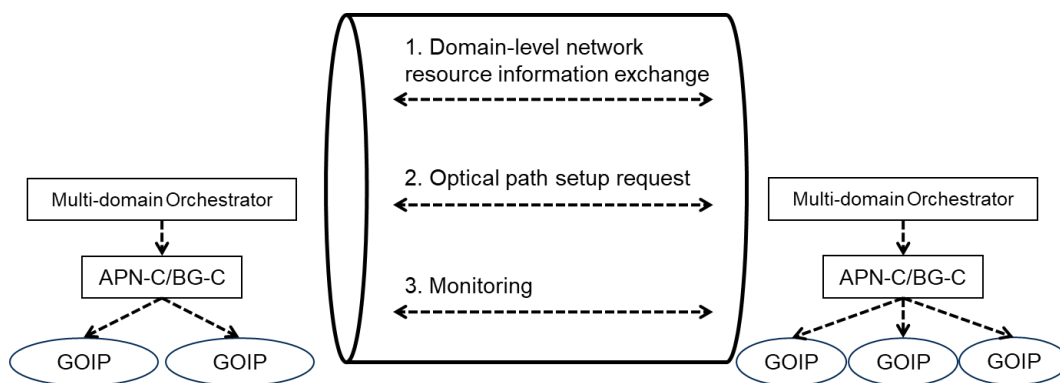 1. Domain-level network
resource information exchange
2. Optical path setup request
3. Monitoring
Multi-domain Orchestrator
APN-C/BG-C
GOIP
GOIP
Multi-domain Orchestrator
APN-C/BG-C
GOIP
GOIP
GOIP